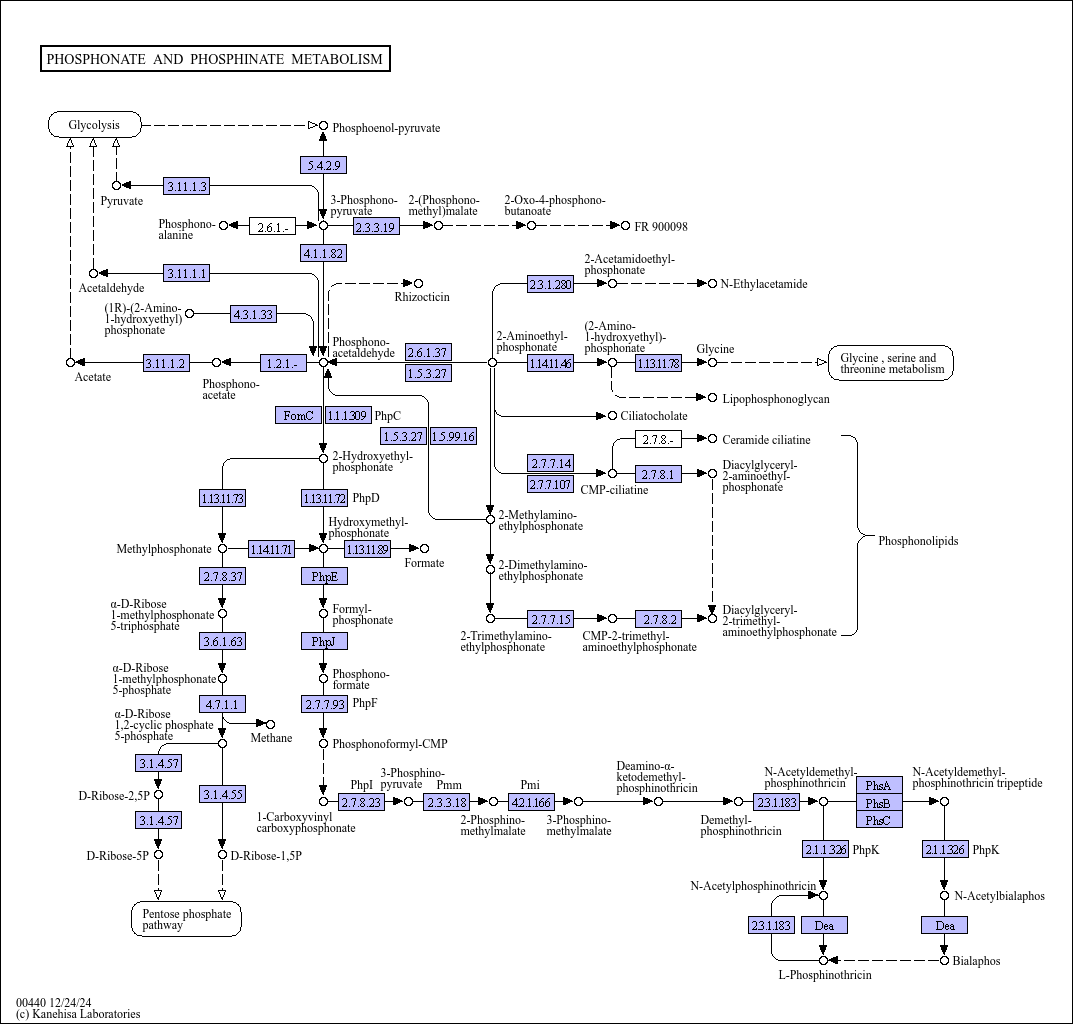 PHOSPHONATE AND PHOSPHINATE METABOLISM
Glycolysis
Phosphoenol-pyruvate
5.4.2.9
3.11.1.3
Pyruvate
3-Phosphono-
pyruvate
2-(Phosphono-
methyl)malate
2-Oxo-4-phosphono-
butanoate
Phosphono-
alanine
2.6.1.-
2.3.3.19
FR 900098
4.1.1.82
3.11.1.1
Acetaldehyde
Rhizocticin
2-Acetamidoethyl-
phosphonate
2.3.1.280
N-Ethylacetamide
(1R)-(2-Amino-
1-hydroxyethyl)
phosphonate
4.3.1.33
Phosphono-
acetaldehyde
2-Aminoethyl-
phosphonate
(2-Amino-
1-hydroxyethyl)-
phosphonate
Glycine
2.6.1.37
1.5.3.27
3.11.1.2
1.2.1.-
1.14.11.46
1.13.11.78
Glycine , serine and
threonine metabolism
Acetate
Phosphono-
acetate
Lipophosphonoglycan
FomC
1.1.1.309
PhpC
Ciliatocholate
1.5.3.27
1.5.99.16
2.7.8.-
Ceramide ciliatine
2-Hydroxyethyl-
phosphonate
2.7.7.14
2.7.7.107
CMP-ciliatine
2.7.8.1
Diacylglyceryl-
2-aminoethyl-
phosphonate
1.13.11.73
1.13.11.72
PhpD
Hydroxymethyl-
phosphonate
2-Methylamino-
ethylphosphonate
Phosphonolipids
Methylphosphonate
1.14.11.71
1.13.11.89
Formate
2.7.8.37
PhpE
2-Dimethylamino-
ethylphosphonate
α-D-Ribose
1-methylphosphonate
5-triphosphate
Formyl-
phosphonate
2.7.7.15
2.7.8.2
Diacylglyceryl-
2-trimethyl-
aminoethylphosphonate
2-Trimethylamino-
ethylphosphonate
CMP-2-trimethyl-
aminoethylphosphonate
3.6.1.63
PhpJ
α-D-Ribose
1-methylphosphonate
5-phosphate
Phosphono-
formate
4.7.1.1
2.7.7.93
PhpF
α-D-Ribose
1,2-cyclic phosphate
5-phosphate
Methane
Phosphonoformyl-CMP
3.1.4.57
D-Ribose-2,5P
3.1.4.55
3.1.4.57
D-Ribose-5P
D-Ribose-1,5P
Pentose phosphate
pathway
PhpI
2.7.8.23
3-Phosphino-
pyruvate
Pmm
2.3.3.18
Pmi
4.2.1.166
Deamino-α-
ketodemethyl-
phosphinothricin
N-Acetyldemethyl-
phosphinothricin
2.3.1.183
PhsA
PhsB
PhsC
N-Acetyldemethyl-
phosphinothricin tripeptide
1-Carboxyvinyl
carboxyphosphonate
2-Phosphino-
methylmalate
3-Phosphino-
methylmalate
Demethyl-
phosphinothricin
2.1.1.326
PhpK
2.1.1.326
PhpK
N-Acetylphosphinothricin
N-Acetylbialaphos
2.3.1.183
Dea
Dea
L-Phosphinothricin
Bialaphos
00440 12/24/24
(c) Kanehisa Laboratories